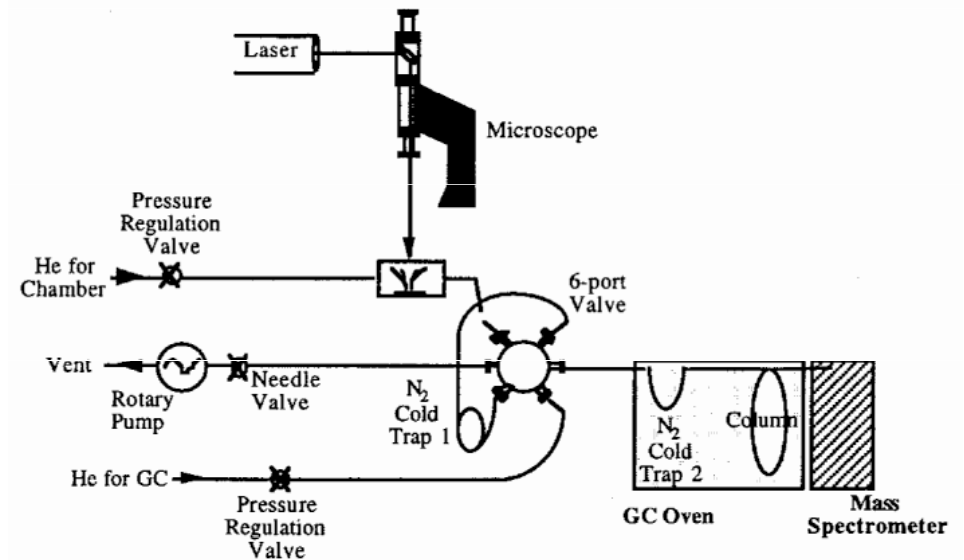 Laser
Microscope
Pressure
Regulation
Valve
He for
Chamber
6-port
Valve
Vent
Rotary
Pump
Needle
Valve
N2
Cold
Trap 1
N2
Cold
Trap 2
Column
He for GC
Pressure
Regulation
Valve
GC Oven
Mass
Spectrometer